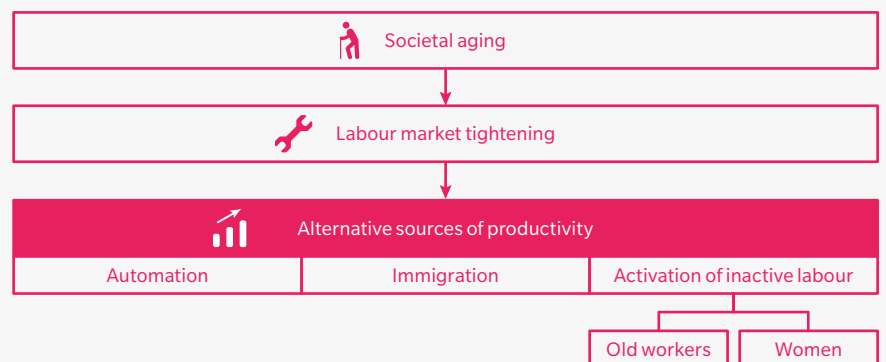 Societal aging
Labour market tightening
Alternative sources of productivity
Automation
Immigration
Activation of inactive labour
Old workers
Women